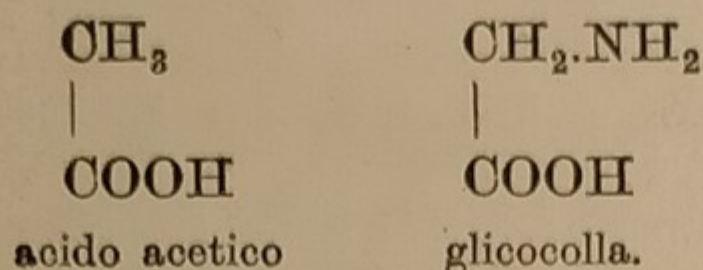 CH₃ CH₂.NH₂
| |
COOH COOH
acido acetico glicocolla.